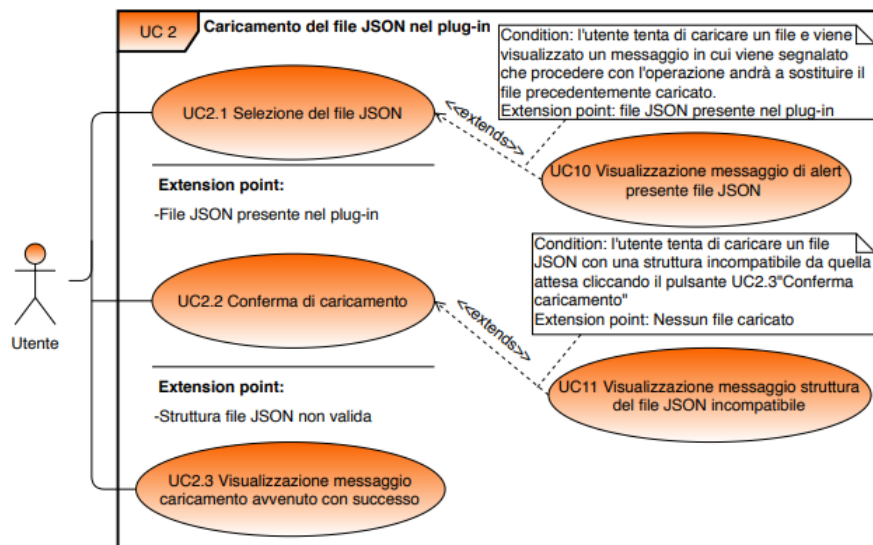 UC 2
Caricamento del file JSON nel plug-in
Condition: l'utente tenta di caricare un file e viene
visualizzato un messaggio in cui viene segnalato
che procedere con l'operazione andrà a sostituire il
file precedentemente caricato.
Extension point: file JSON presente nel plug-in
UC2.1 Selezione del file JSON
<<extends>>
UC10 Visualizzazione messaggio di alert
presente file JSON
Extension point:
-File JSON presente nel plug-in
Condition: l'utente tenta di caricare un file
JSON con una struttura incompatibile da quella
attesa cliccando il pulsante UC2.3"Conferma
caricamento"
Extension point: Nessun file caricato
UC2.2 Conferma di caricamento
<<extends>>
Utente
UC11 Visualizzazione messaggio struttura
del file JSON incompatibile
Extension point:
-Struttura file JSON non valida
UC2.3 Visualizzazione messaggio
caricamento avvenuto con successo